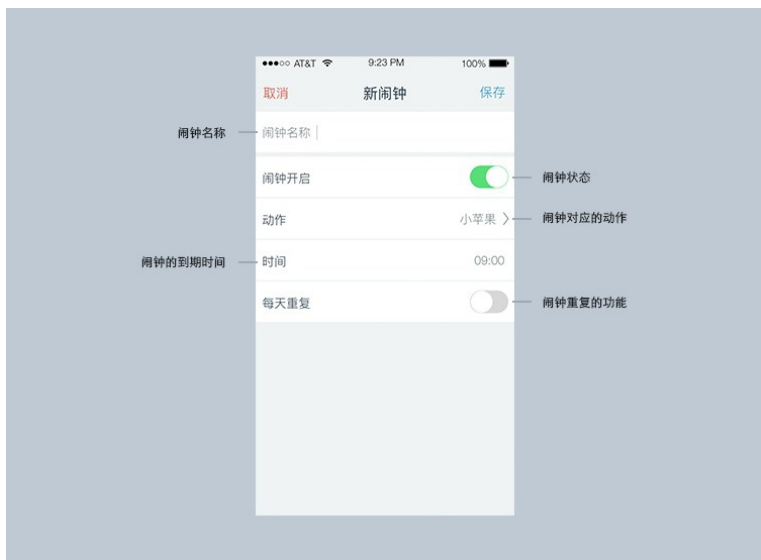 ●●●○○ AT&T 9:23 PM 100%
取消 新闹钟 保存
闹钟名称 闹钟名称
闹钟开启 闹钟状态
动作 小苹果 闹钟对应的动作
闹钟的到期时间 时间 09:00
每天重复 闹钟重复的功能